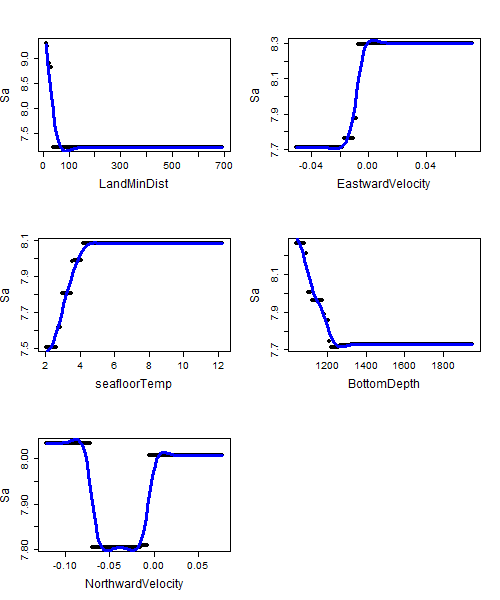 9.0
8.5
8.0
7.5
Sa
0 100 300 500 700
LandMinDist
8.3
8.1
7.9
7.7
Sa
-0.04 0.00 0.04
EastwardVelocity
8.1
7.9
7.7
7.5
Sa
2 4 6 8 10 12
seafloorTemp
8.1
7.9
7.7
Sa
1200 1400 1600 1800
BottomDepth
8.00
7.90
7.80
Sa
-0.10 -0.05 0.00 0.05
NorthwardVelocity